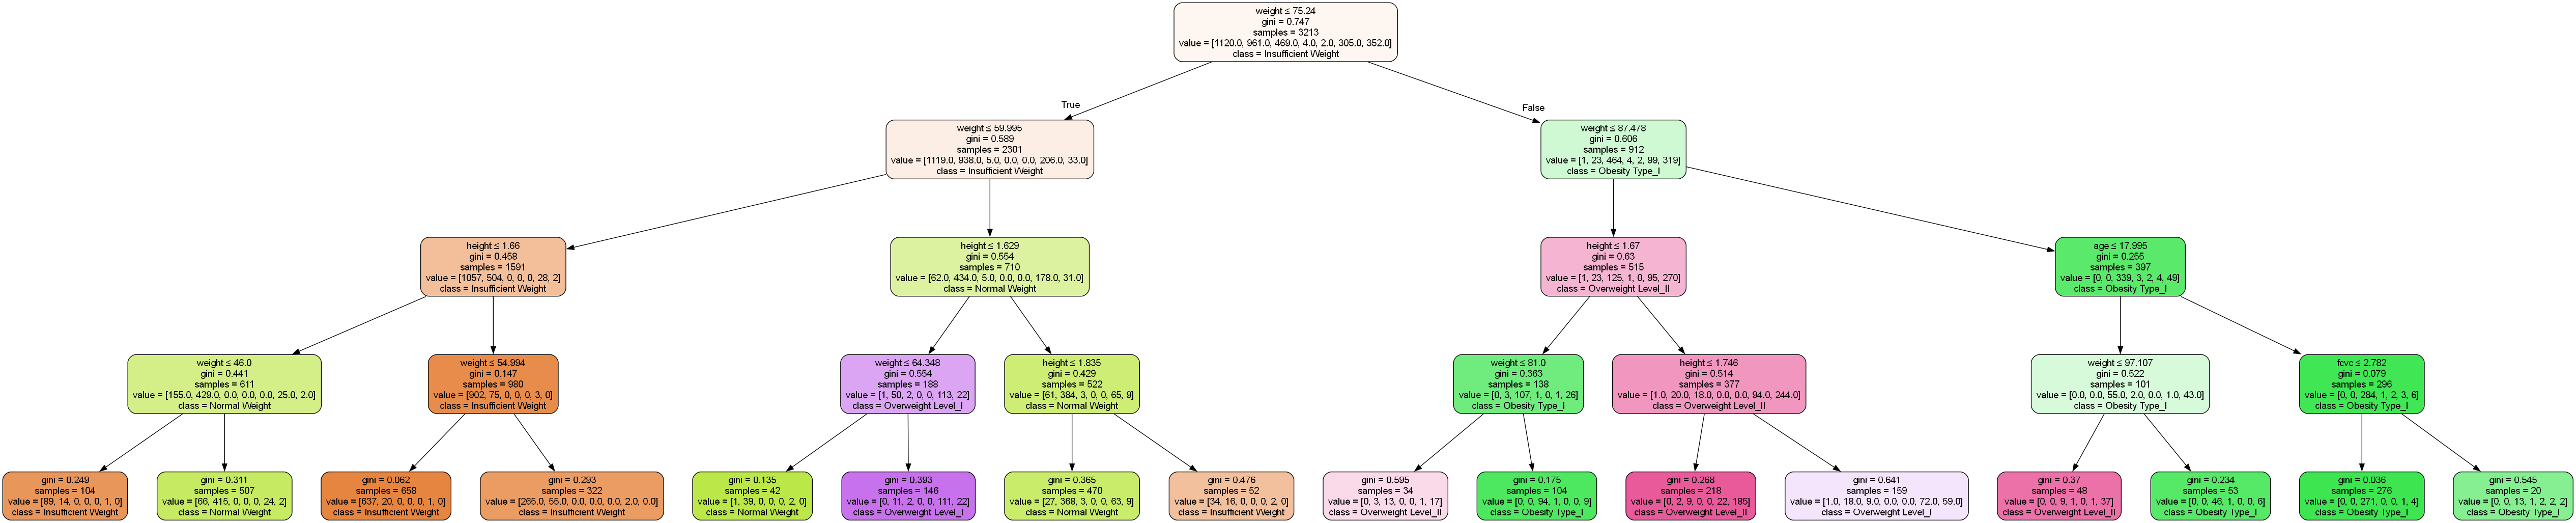 weight ≤ 75.24
gini = 0.747
samples = 3213
value = [1120.0, 961.0, 469.0, 4.0, 2.0, 305.0, 352.0]
class = Insufficient Weight
True
False
weight ≤ 59.995
gini = 0.589
samples = 2301
value = [1119.0, 938.0, 5.0, 0.0, 0.0, 206.0, 33.0]
class = Insufficient Weight
weight ≤ 87.478
gini = 0.606
samples = 912
value = [1, 23, 464, 4, 2, 99, 319]
class = Obesity Type_I
height ≤ 1.66
gini = 0.458
samples = 1591
value = [1057, 504, 0, 0, 0, 28, 2]
class = Insufficient Weight
height ≤ 1.629
gini = 0.554
samples = 710
value = [62.0, 434.0, 5.0, 0.0, 0.0, 178.0, 31.0]
class = Normal Weight
height ≤ 1.67
gini = 0.63
samples = 515
value = [1, 23, 125, 1, 0, 95, 270]
class = Overweight Level_II
age ≤ 17.995
gini = 0.255
samples = 397
value = [0, 0, 339, 3, 2, 4, 49]
class = Obesity Type_I
weight ≤ 46.0
gini = 0.441
samples = 611
value = [155.0, 429.0, 0.0, 0.0, 0.0, 25.0, 2.0]
class = Normal Weight
weight ≤ 54.994
gini = 0.147
samples = 980
value = [902, 75, 0, 0, 0, 3, 0]
class = Insufficient Weight
weight ≤ 64.348
gini = 0.554
samples = 188
value = [1, 50, 2, 0, 0, 113, 22]
class = Overweight Level_I
height ≤ 1.835
gini = 0.429
samples = 522
value = [61, 384, 3, 0, 0, 65, 9]
class = Normal Weight
weight ≤ 81.0
gini = 0.363
samples = 138
value = [0, 3, 107, 1, 0, 1, 26]
class = Obesity Type_I
height ≤ 1.746
gini = 0.514
samples = 377
value = [1.0, 20.0, 18.0, 0.0, 0.0, 94.0, 244.0]
class = Overweight Level_II
weight ≤ 97.107
gini = 0.522
samples = 101
value = [0.0, 0.0, 55.0, 2.0, 0.0, 1.0, 43.0]
class = Obesity Type_I
fcvc ≤ 2.782
gini = 0.079
samples = 296
value = [0, 0, 284, 1, 2, 3, 6]
class = Obesity Type_I
gini = 0.249
samples = 104
value = [89, 14, 0, 0, 0, 1, 0]
class = Insufficient Weight
gini = 0.311
samples = 507
value = [66, 415, 0, 0, 0, 24, 2]
class = Normal Weight
gini = 0.062
samples = 658
value = [637, 20, 0, 0, 0, 1, 0]
class = Insufficient Weight
gini = 0.293
samples = 322
value = [265.0, 55.0, 0.0, 0.0, 0.0, 2.0, 0.0]
class = Insufficient Weight
gini = 0.135
samples = 42
value = [1, 39, 0, 0, 0, 2, 0]
class = Normal Weight
gini = 0.393
samples = 146
value = [0, 11, 2, 0, 0, 111, 22]
class = Overweight Level_I
gini = 0.365
samples = 470
value = [27, 368, 3, 0, 0, 63, 9]
class = Normal Weight
gini = 0.476
samples = 52
value = [34, 16, 0, 0, 0, 2, 0]
class = Insufficient Weight
gini = 0.595
samples = 34
value = [0, 3, 13, 0, 0, 1, 17]
class = Overweight Level_II
gini = 0.175
samples = 104
value = [0, 0, 94, 1, 0, 0, 9]
class = Obesity Type_I
gini = 0.268
samples = 218
value = [0, 2, 9, 0, 0, 22, 185]
class = Overweight Level_II
gini = 0.641
samples = 159
value = [1.0, 18.0, 9.0, 0.0, 0.0, 72.0, 59.0]
class = Overweight Level_I
gini = 0.37
samples = 48
value = [0, 0, 9, 1, 0, 1, 37]
class = Overweight Level_II
gini = 0.234
samples = 53
value = [0, 0, 46, 1, 0, 0, 6]
class = Obesity Type_I
gini = 0.036
samples = 276
value = [0, 0, 271, 0, 0, 1, 4]
class = Obesity Type_I
gini = 0.545
samples = 20
value = [0, 0, 13, 1, 2, 2, 2]
class = Obesity Type_I